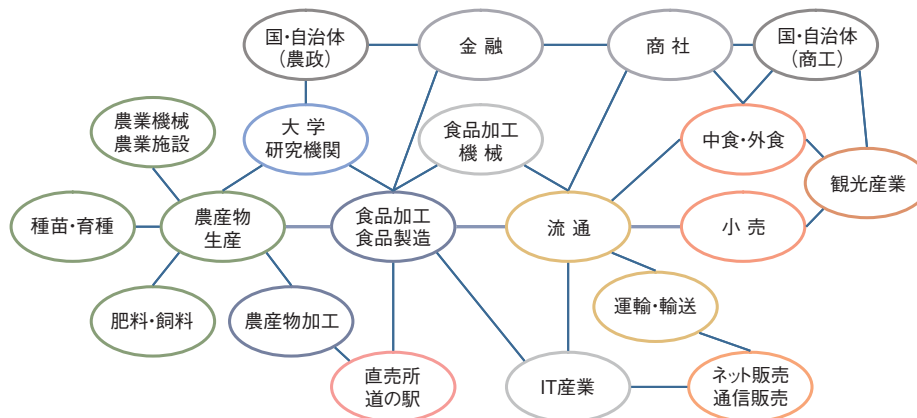 国・自治体
（農政）
金 融
商 社
国・自治体
（商工）
農業機械
農業施設
大 学
研究機関
食品加工
機 械
中食・外食
観光産業
種苗・育種
農産物
生産
食品加工
食品製造
流 通
小 売
肥料・飼料
農産物加工
運輸・輸送
直売所
道の駅
IT産業
ネット販売
通信販売